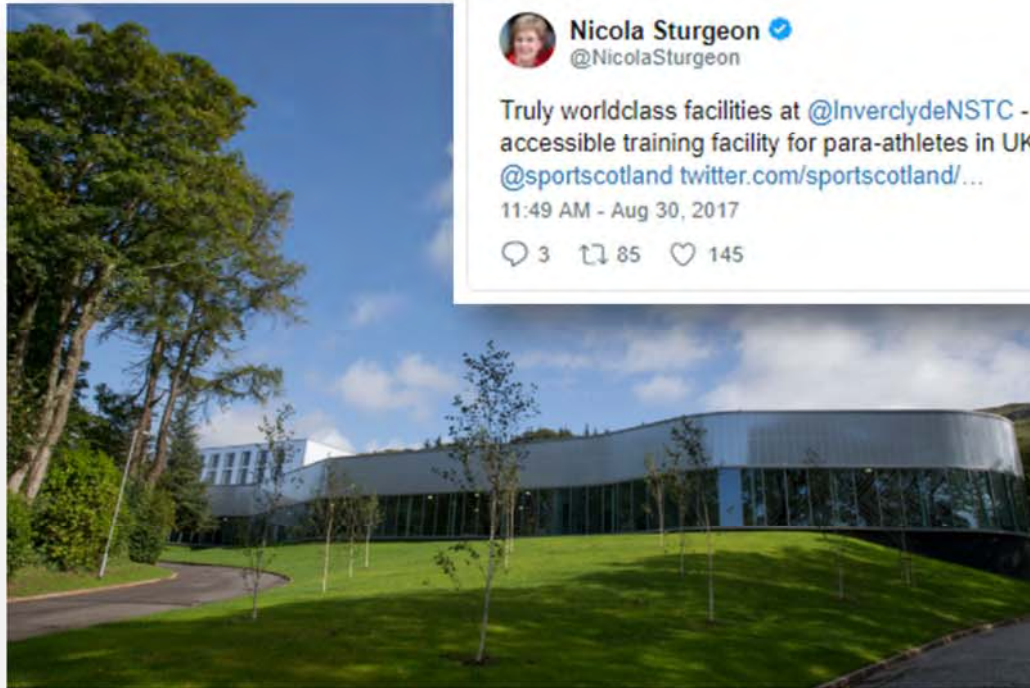 Nicola Sturgeon
@NicolaSturgeon
Truly worldclass facilities at @InverclydeNSTC -
accessible training facility for para-athletes in UK
@sportscotland twitter.com/sportscotland/...
11:49 AM - Aug 30, 2017
3 85 145